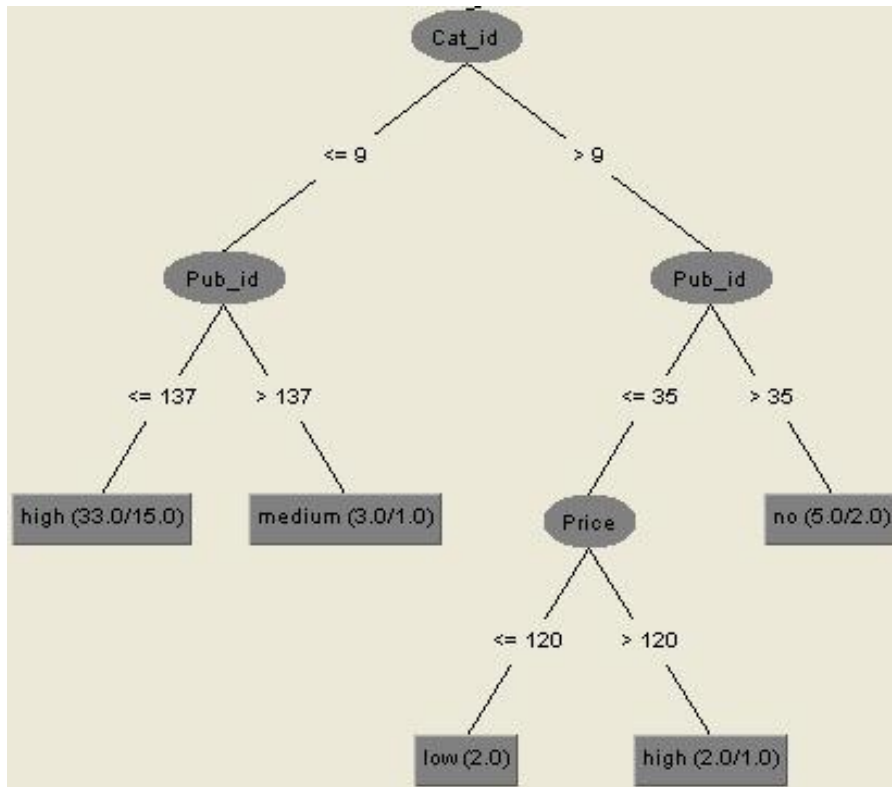 Cat_id
<= 9
> 9
Pub_id
Pub_id
<= 137
> 137
<= 35
> 35
high (33.0/15.0)
medium (3.0/1.0)
Price
no (5.0/2.0)
<= 120
> 120
low (2.0)
high (2.0/1.0)